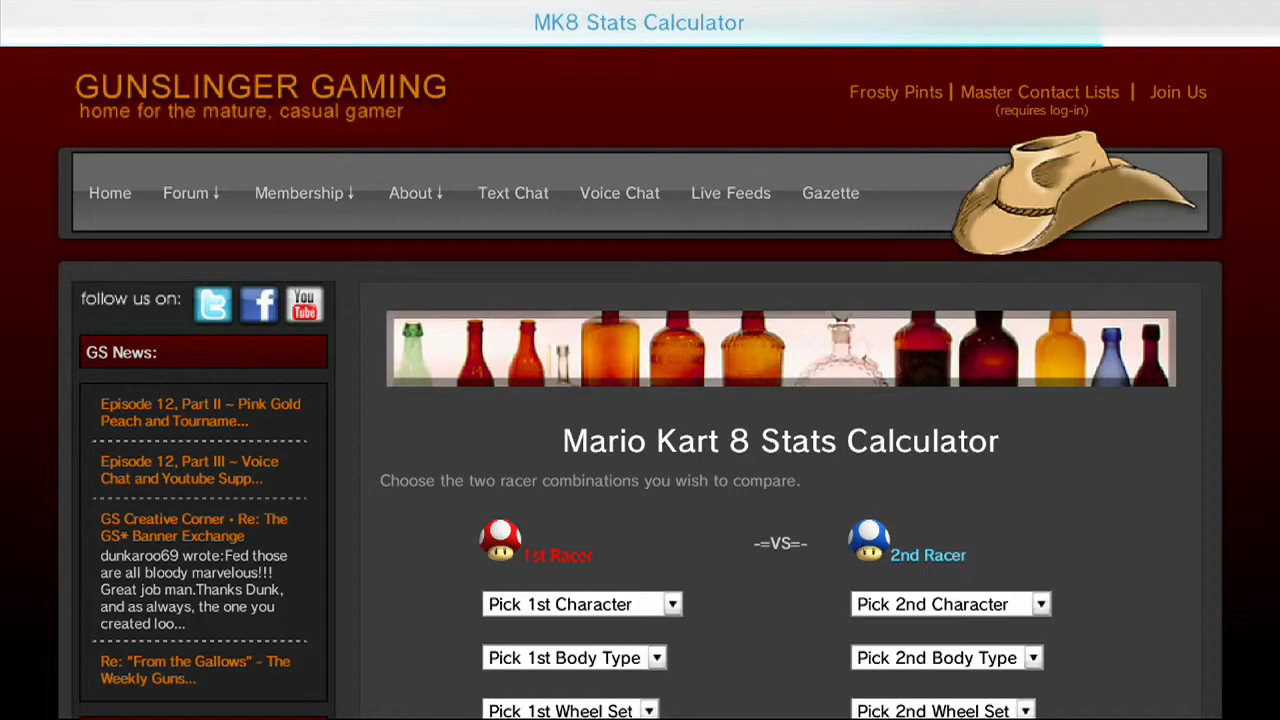 MK8 Stats Calculator
GUNSLINGER GAMING
home for the mature, casual gamer
Frosty Pints | Master Contact Lists | Join Us
(requires log-in)
Home Forum↓ Membership↓ About↓ Text Chat Voice Chat Live Feeds Gazette
follow us on:
You
Tube
GS News:
Episode 12, Part II ~ Pink Gold
Peach and Tourname...
Episode 12, Part III ~ Voice
Chat and Youtube Supp...
GS Creative Corner • Re: The
GS* Banner Exchange
dunkaroo69 wrote:Fed those
are all bloody marvelous!!!
Great job man.Thanks Dunk,
and as always, the one you
created loo...
Re: "From the Gallows" - The
Weekly Guns...
Mario Kart 8 Stats Calculator
Choose the two racer combinations you wish to compare.
1st Racer -=VS=- 2nd Racer
Pick 1st Character Pick 2nd Character
Pick 1st Body Type Pick 2nd Body Type
Pick 1st Wheel Set Pick 2nd Wheel Set